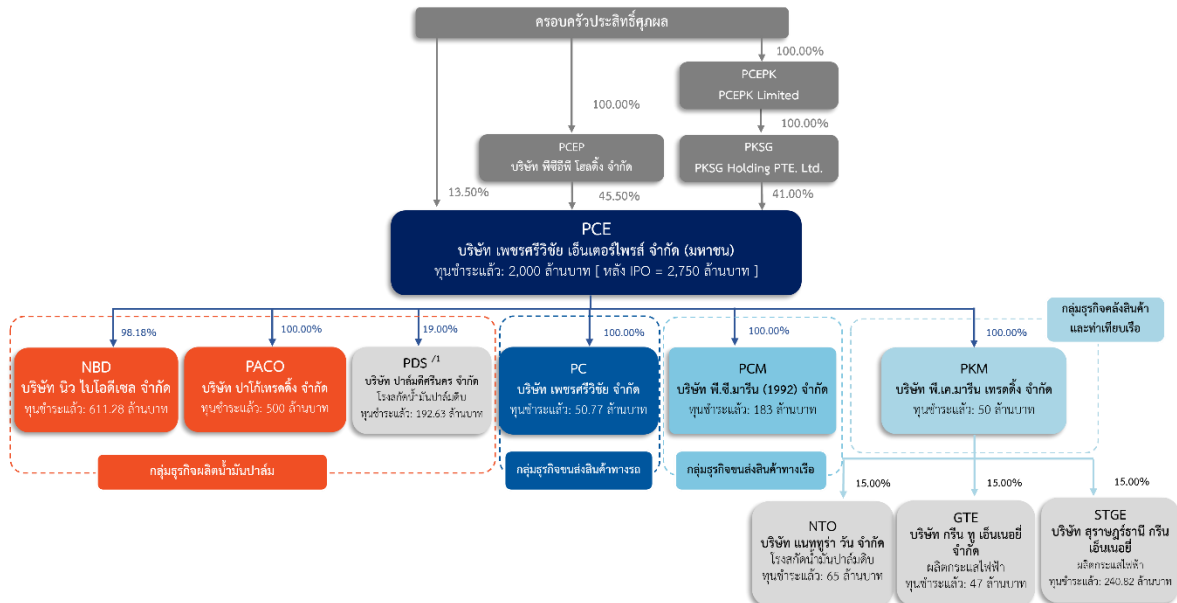 ครอบครัวประสิทธิ์ศุภผล
100.00%
PCEPK
PCEPK Limited
100.00%
100.00%
PCEP
บริษัท พีซีอีพี โฮลดิ้ง จำกัด
PKSG
PKSG Holding PTE. Ltd.
13.50%
45.50%
41.00%
PCE
บริษัท เพชรศรีวิชัย เอ็นเตอร์ไพรส์ จำกัด (มหาชน)
ทุนชำระแล้ว: 2,000 ล้านบาท [ หลัง IPO = 2,750 ล้านบาท ]
กลุ่มธุรกิจคลังสินค้า
และท่าเทียบเรือ
98.18%
100.00%
19.00%
100.00%
100.00%
100.00%
NBD
บริษัท นิว ไบโอดีเซล จำกัด
ทุนชำระแล้ว: 611.28 ล้านบาท
PACO
บริษัท ปาโก้เทรดดิ้ง จำกัด
ทุนชำระแล้ว: 500 ล้านบาท
PDS /1
บริษัท ปาล์มดีศรีนคร จำกัด
โรงสกัดน้ำมันปาล์มดิบ
ทุนชำระแล้ว: 192.63 ล้านบาท
PC
บริษัท เพชรศรีวิชัย จำกัด
ทุนชำระแล้ว: 50.77 ล้านบาท
PCM
บริษัท พี.ซี.มารีน (1992) จำกัด
ทุนชำระแล้ว: 183 ล้านบาท
PKM
บริษัท พี.เค.มารีน เทรดดิ้ง จำกัด
ทุนชำระแล้ว: 50 ล้านบาท
กลุ่มธุรกิจผลิตน้ำมันปาล์ม
กลุ่มธุรกิจขนส่งสินค้าทางรถ
กลุ่มธุรกิจขนส่งสินค้าทางเรือ
15.00%
15.00%
15.00%
NTO
บริษัท แนททูร่า วัน จำกัด
โรงสกัดน้ำมันปาล์มดิบ
ทุนชำระแล้ว: 65 ล้านบาท
GTE
บริษัท กรีน ทู เอ็นเนอยี่
จำกัด
ผลิตกระแสไฟฟ้า
ทุนชำระแล้ว: 47 ล้านบาท
STGE
บริษัท สุราษฎร์ธานี กรีน
เอ็นเนอยี่
ผลิตกระแสไฟฟ้า
ทุนชำระแล้ว: 240.82 ล้านบาท